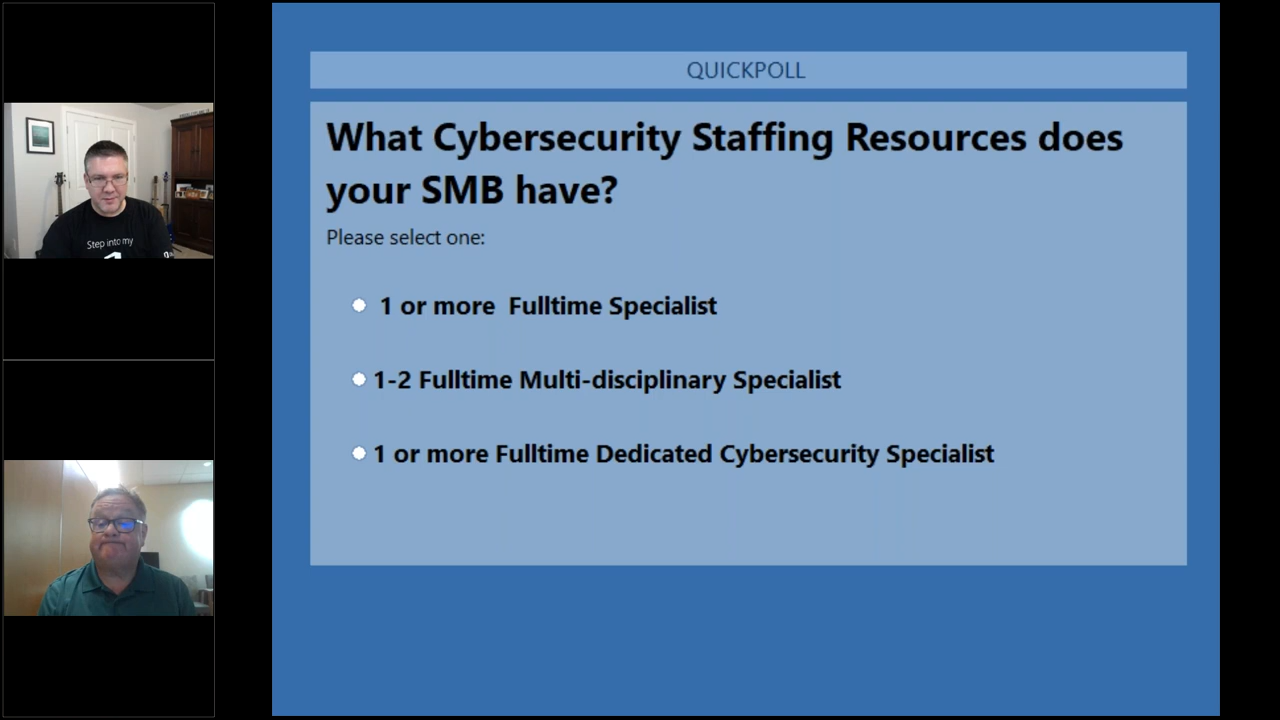 QUICKPOLL
What Cybersecurity Staffing Resources does
your SMB have?
Please select one:
1 or more  Fulltime Specialist
1-2 Fulltime Multi-disciplinary Specialist
1 or more Fulltime Dedicated Cybersecurity Specialist
Step into my